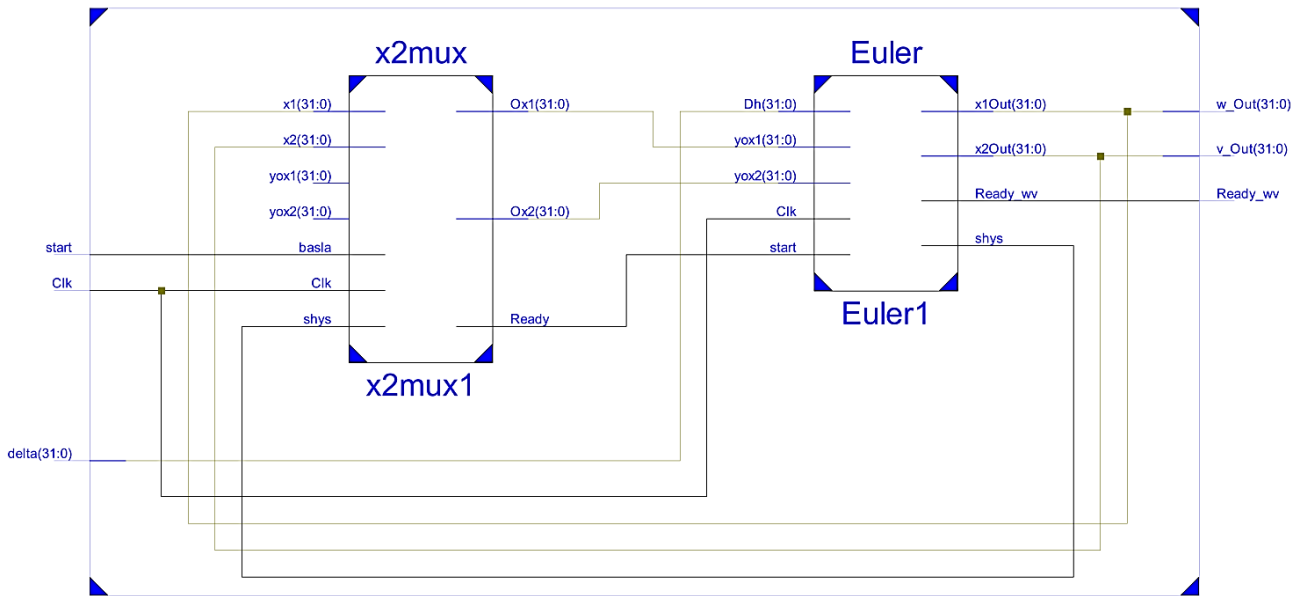 x2mux
Euler
x1(31:0)
Ox1(31:0)
Dh(31:0)
x1Out(31:0)
w_Out(31:0)
x2(31:0)
yox1(31:0)
x2Out(31:0)
v_Out(31:0)
yox1(31:0)
yox2(31:0)
Ready_wv
Ready_wv
yox2(31:0)
Ox2(31:0)
Clk
start
basla
start
shys
Clk
Clk
shys
Ready
Euler1
x2mux1
delta(31:0)